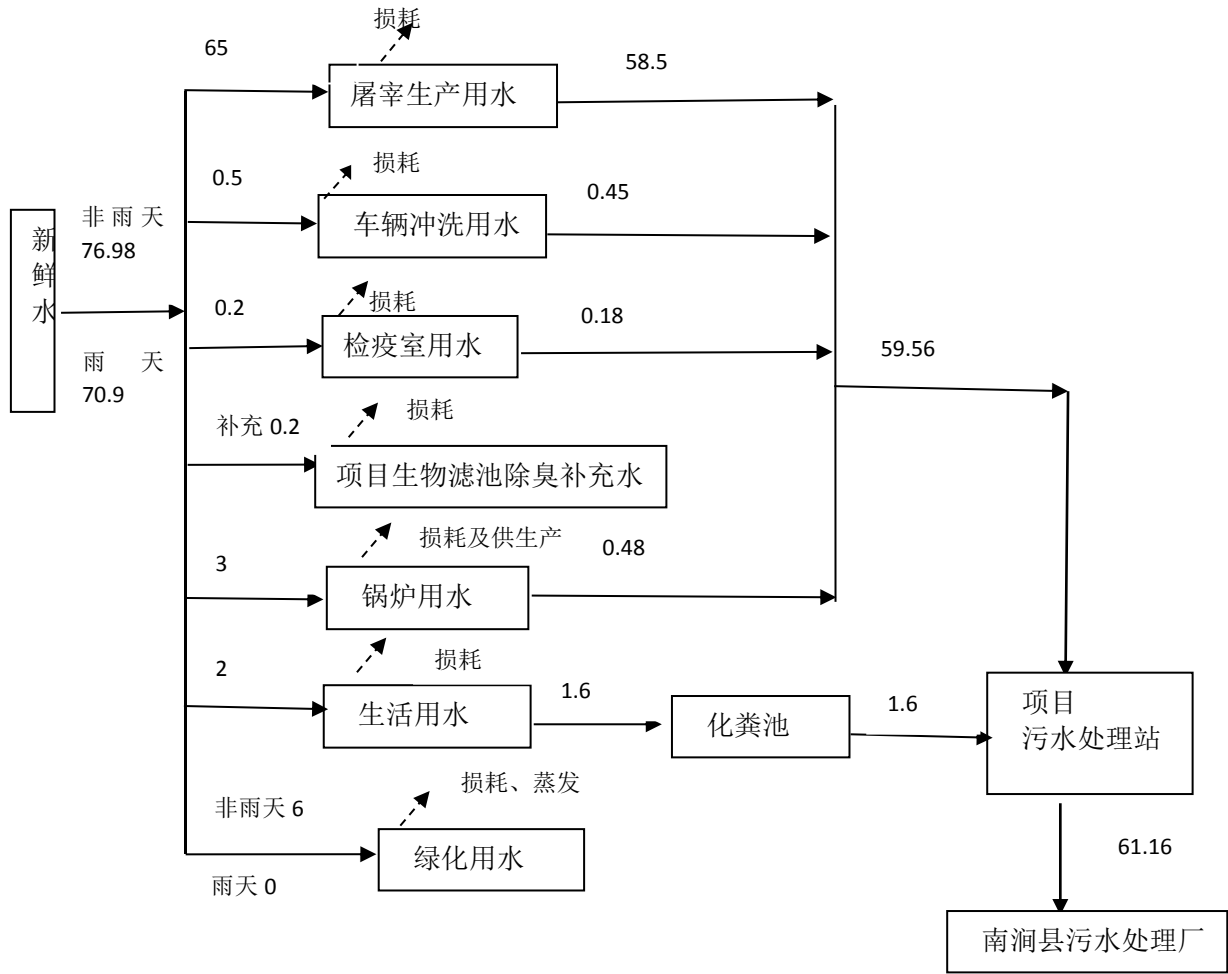 损耗
65
屠宰生产用水
58.5
损耗
0.5
车辆冲洗用水
0.45
新鲜水
非雨天
76.98
雨 天
70.9
损耗
0.2
检疫室用水
0.18
59.56
损耗
补充 0.2
项目生物滤池除臭补充水
损耗及供生产
3
锅炉用水
0.48
损耗
2
生活用水
1.6
化粪池
1.6
项目
污水处理站
损耗、蒸发
非雨天 6
绿化用水
雨天 0
61.16
南涧县污水处理厂